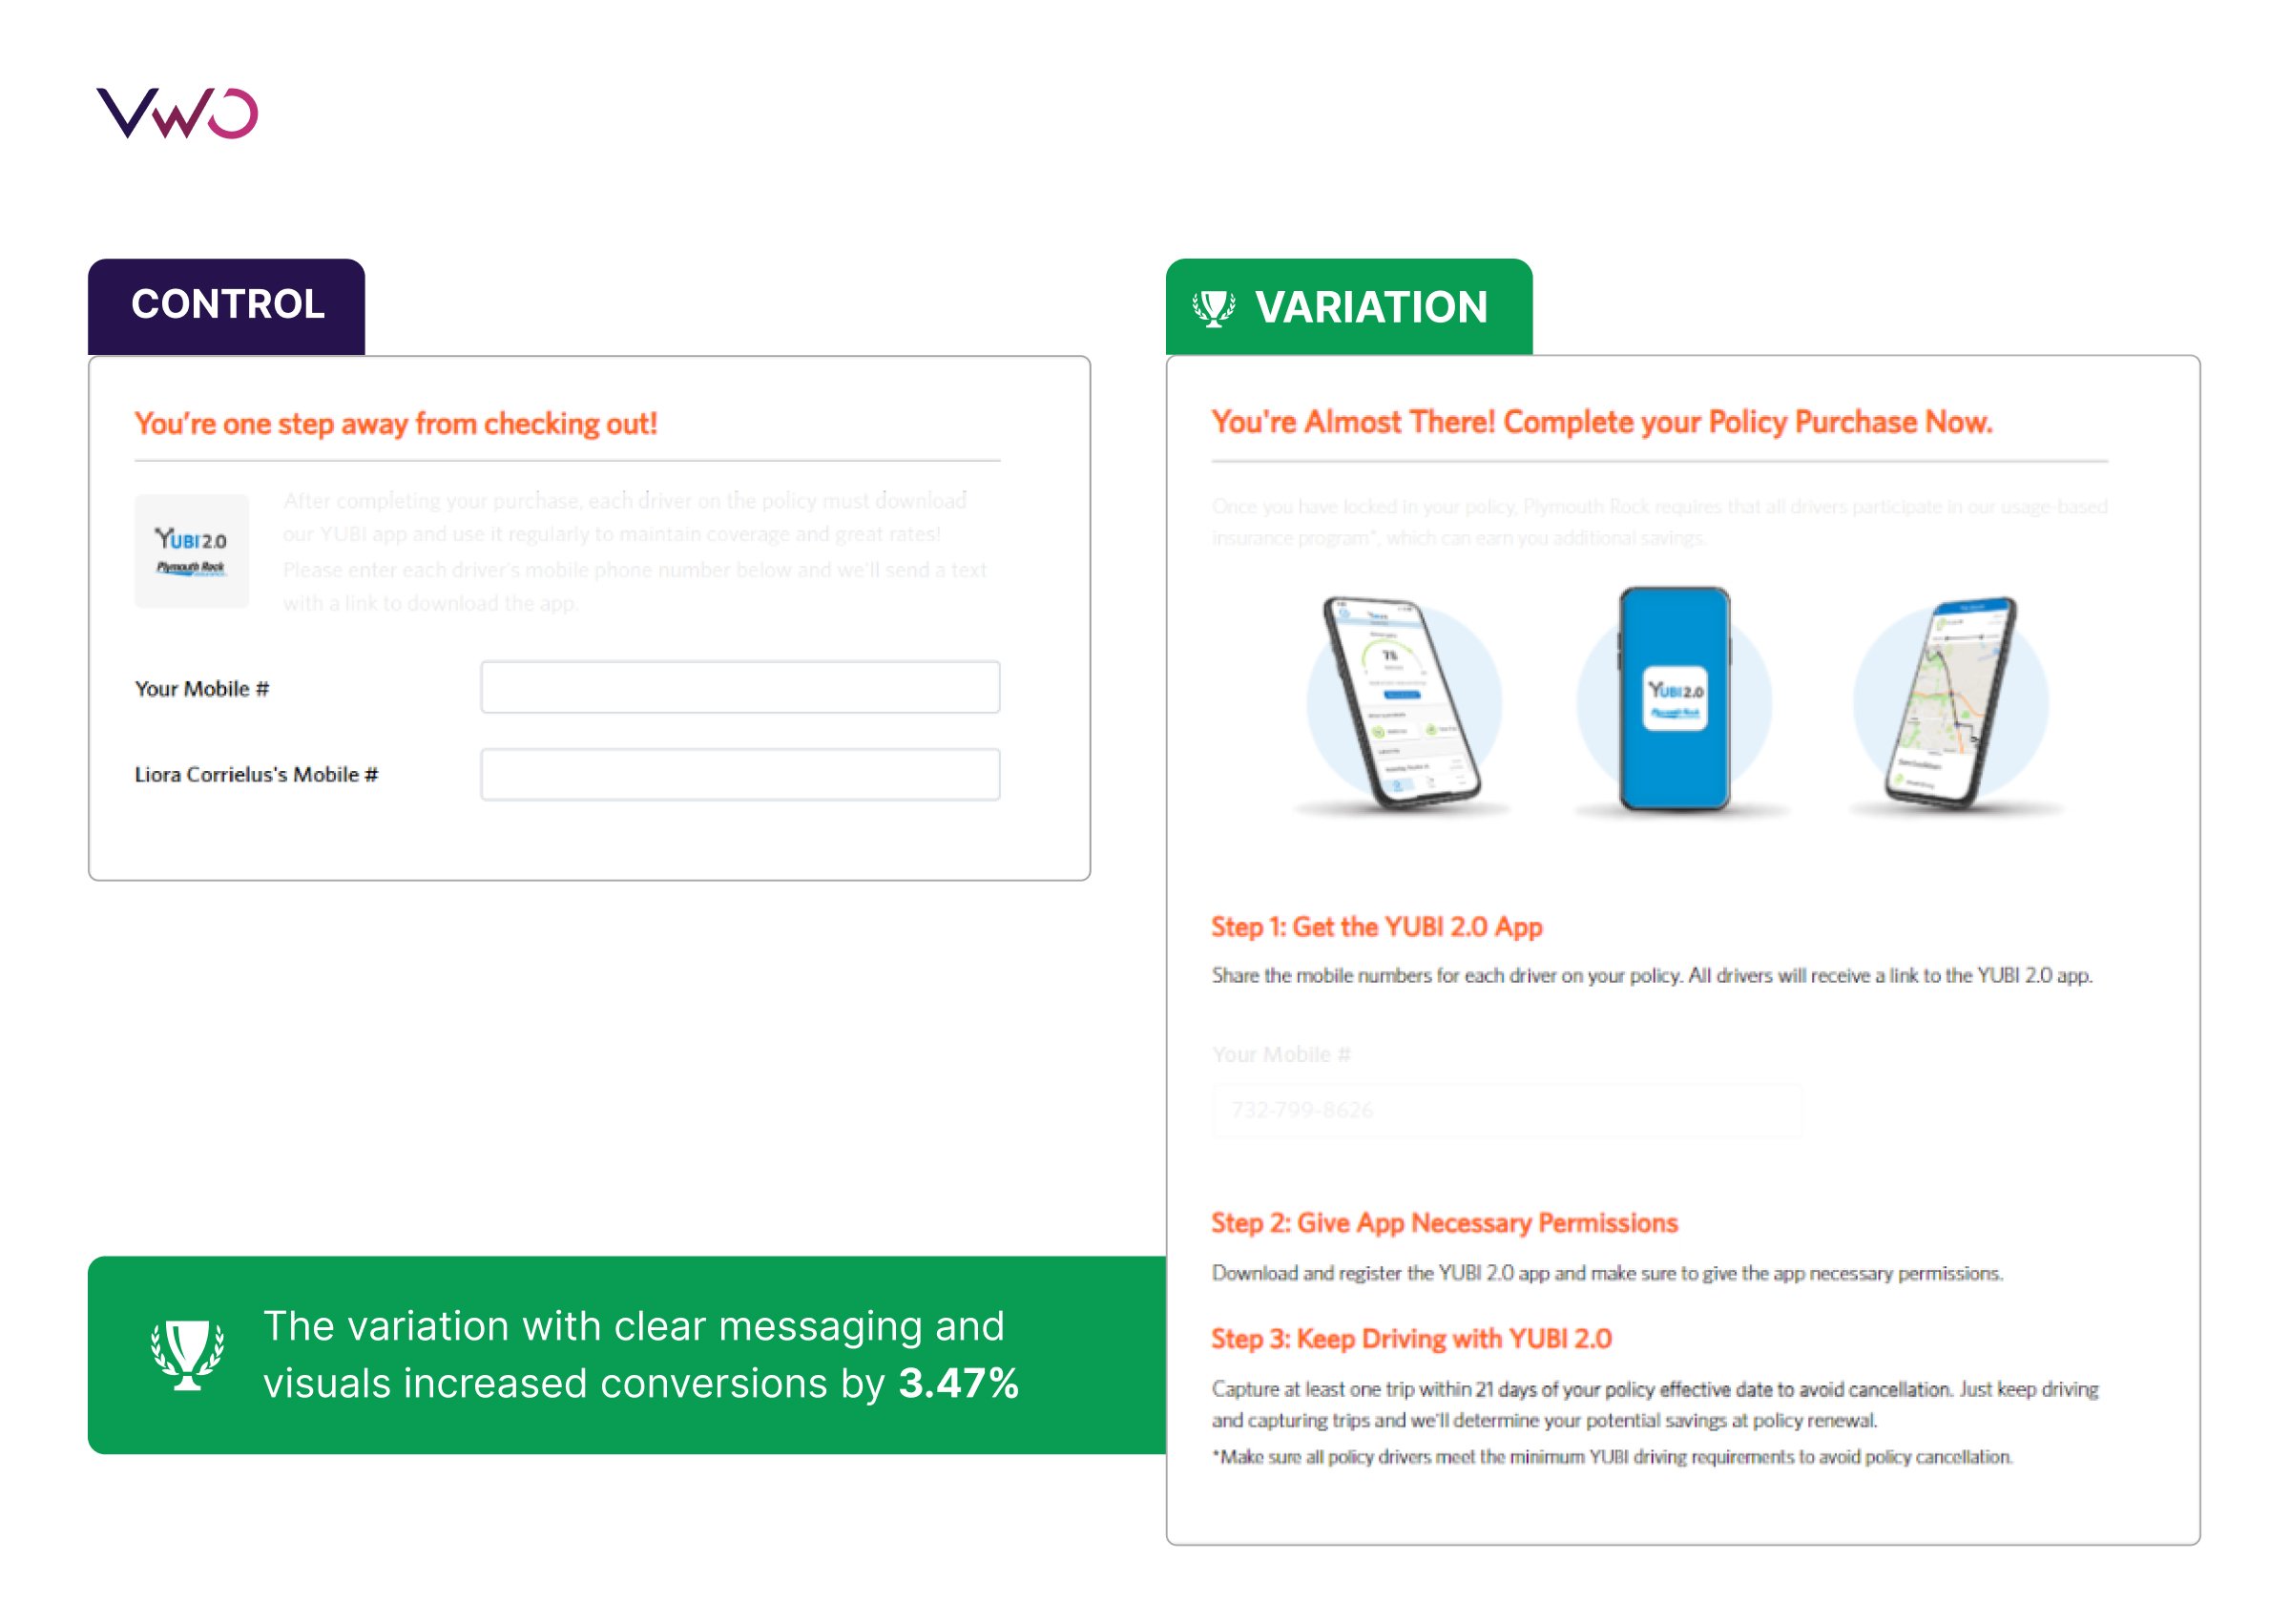 VWO
CONTROL
You're one step away from checking out!
YUBI 2.0
Plymouth Rock
After completing your purchase, each driver on the policy must download
our YUBI app and use it regularly to maintain coverage and great rates!
Please enter each driver's mobile phone number below and we'll send a text
with a link to download the app.
Your Mobile #
Liora Corrielus's Mobile #
The variation with clear messaging and
visuals increased conversions by 3.47%
VARIATION
You're Almost There! Complete your Policy Purchase Now.
Once you have locked in your policy, Plymouth Rock requires that all drivers participate in our usage-based
insurance program*, which can earn you additional savings.
YUBI 2.0
Plymouth Rock
Step 1: Get the YUBI 2.0 App
Share the mobile numbers for each driver on your policy. All drivers will receive a link to the YUBI 2.0 app.
Your Mobile #
732-799-8626
Step 2: Give App Necessary Permissions
Download and register the YUBI 2.0 app and make sure to give the app necessary permissions.
Step 3: Keep Driving with YUBI 2.0
Capture at least one trip within 21 days of your policy effective date to avoid cancellation. Just keep driving
and capturing trips and we'll determine your potential savings at policy renewal.
*Make sure all policy drivers meet the minimum YUBI driving requirements to avoid policy cancellation.